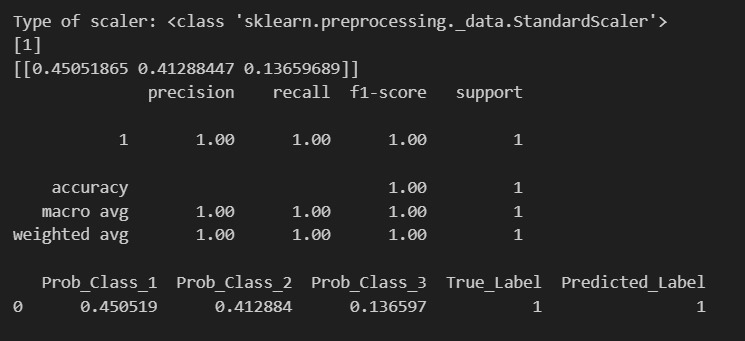 Type of scaler: <class 'sklearn.preprocessing._data.StandardScaler'>
[1]
[[0.45051865 0.41288447 0.13659689]]
precision recall f1-score support
1 1.00 1.00 1.00 1
accuracy 1.00 1
macro avg 1.00 1.00 1.00 1
weighted avg 1.00 1.00 1.00 1
Prob_Class_1 Prob_Class_2 Prob_Class_3 True_Label Predicted_Label
0 0.450519 0.412884 0.136597 1 1